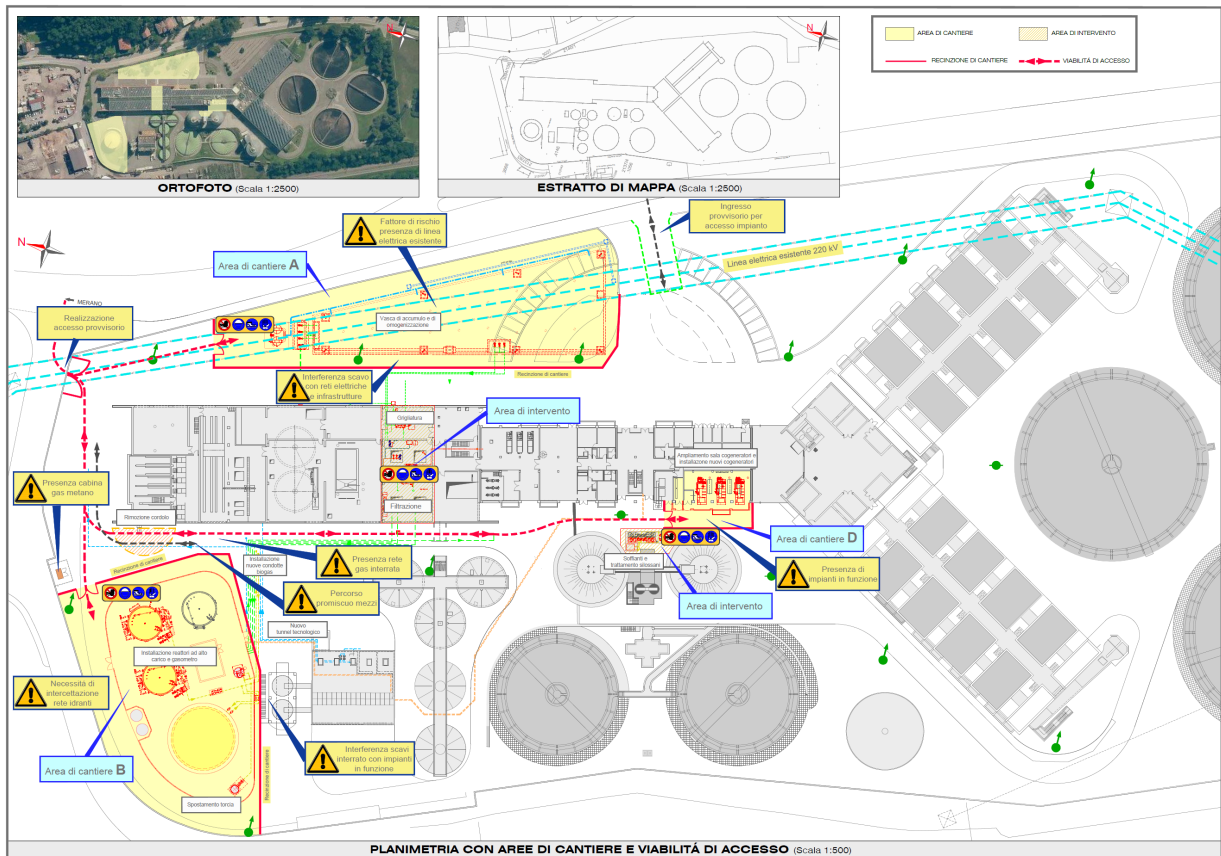 N
ORTOFOTO (Scala 1:2500)
N
ESTRATTO DI MAPPA (Scala 1:2500)
AREA DI CANTIERE
AREA DI INTERVENTO
RECINZIONE DI CANTIERE
VIABILITÀ DI ACCESSO
N
Fattore di rischio
presenza di linea
elettrica esistente
Ingresso
provvisorio per
accesso impianto
Area di cantiere A
Linea elettrica esistente 220 kV
MERANO
Realizzazione
accesso provvisorio
Vasca di accumulo e di
omogenizzazione
Interferenza scavo
con reti elettriche
e infrastrutture
Recinzione di cantiere
Grigliatura
Area di intervento
Ampliamento sala cogeneratori e
installazione nuovi cogeneratori
Presenza cabina
gas metano
Filtrazione
Rimozione cordolo
Area di cantiere D
Recinzione di cantiere
Installazione
nuove condotte
biogas
Presenza rete
gas interrata
Soffianti e
trattamento silossani
Presenza di
impianti in funzione
Percorso
promiscuo mezzi
Area di intervento
Nuovo
tunnel tecnologico
Installazione reattori ad alto
carico e gasometro
Necessità di
intercettazione
rete idranti
Interferenza scavi
interrato con impianti
in funzione
Area di cantiere B
Recinzione di cantiere
Spostamento torcia
PLANIMETRIA CON AREE DI CANTIERE E VIABILITÁ DI ACCESSO (Scala 1:500)